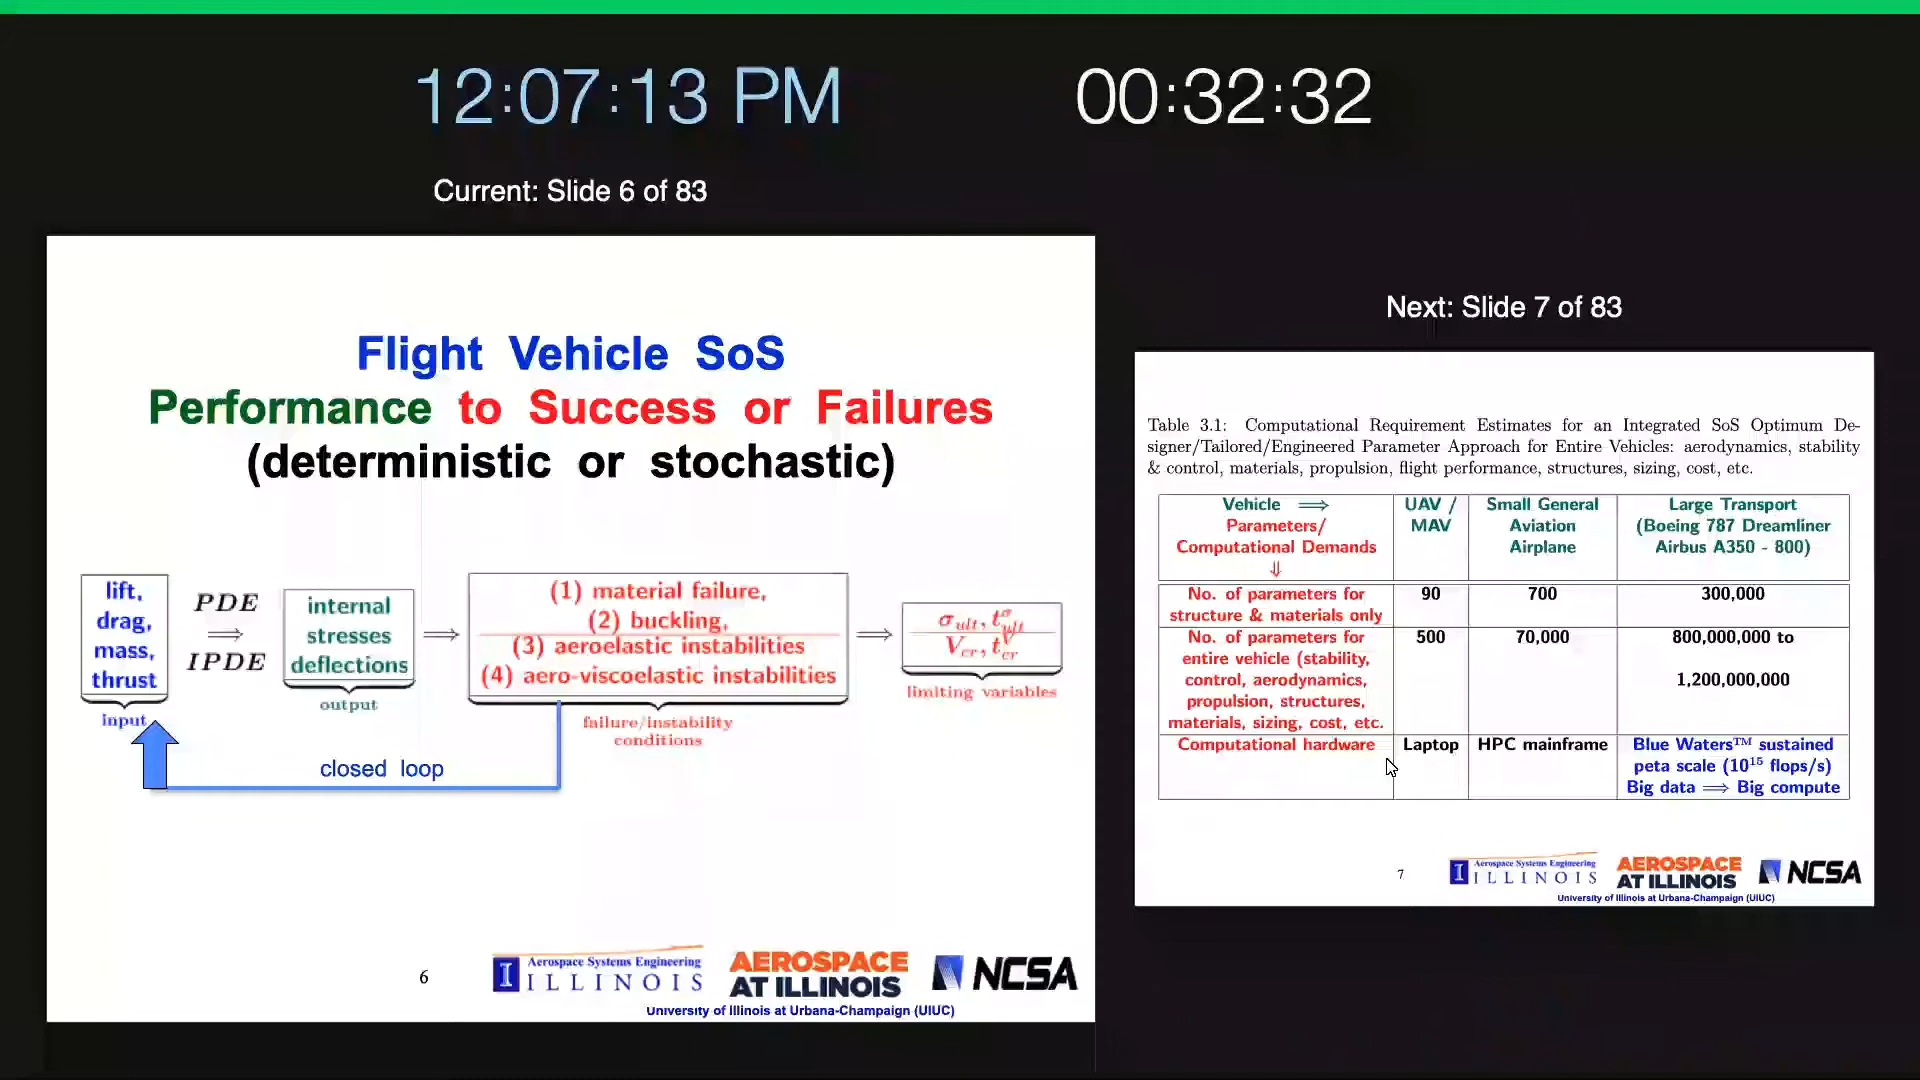 12:07:13 PM
00:32:32
Current: Slide 6 of 83
Flight Vehicle SoS
Performance to Success or Failures
(deterministic or stochastic)
lift,
drag,
mass,
thrust
input
PDE
⟹
IPDE
internal
stresses
deflections
output
⟹
(1) material failure,
(2) buckling,
(3) aeroelastic instabilities
(4) aero-viscoelastic instabilities
failure/instability
conditions
⟹
σult, tσult
Vcr, tVcr
limiting variables
closed loop
6
Aerospace Systems Engineering
I ILLINOIS
AEROSPACE
AT ILLINOIS
NCSA
University of Illinois at Urbana-Champaign (UIUC)
Next: Slide 7 of 83
Table 3.1: Computational Requirement Estimates for an Integrated SoS Optimum De-
signer/Tailored/Engineered Parameter Approach for Entire Vehicles: aerodynamics, stability
& control, materials, propulsion, flight performance, structures, sizing, cost, etc.
Vehicle ⟹
Parameters/
Computational Demands
⇓
UAV /
MAV
Small General
Aviation
Airplane
Large Transport
(Boeing 787 Dreamliner
Airbus A350 - 800)
No. of parameters for
structure & materials only
90
700
300,000
No. of parameters for
entire vehicle (stability,
control, aerodynamics,
propulsion, structures,
materials, sizing, cost, etc.
500
70,000
800,000,000 to
1,200,000,000
Computational hardware
Laptop
HPC mainframe
Blue Waters™ sustained
peta scale (10¹⁵ flops/s)
Big data ⟹ Big compute
7
Aerospace Systems Engineering
I ILLINOIS
AEROSPACE
AT ILLINOIS
NCSA
University of Illinois at Urbana-Champaign (UIUC)